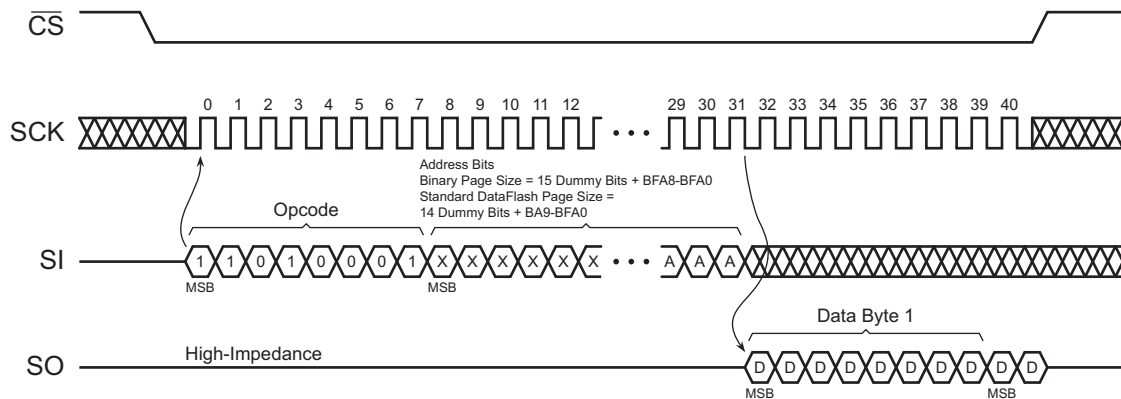 CS
SCK
0 1 2 3 4 5 6 7 8 9 10 11 12 29 30 31 32 33 34 35 36 37 38 39 40
Address Bits
Binary Page Size = 15 Dummy Bits + BFA8-BFA0
Standard DataFlash Page Size =
14 Dummy Bits + BA9-BFA0
Opcode
SI
1 1 0 1 0 0 0 1 X X X X X X A A A
MSB MSB
Data Byte 1
High-Impedance
SO
D D D D D D D D D D
MSB MSB